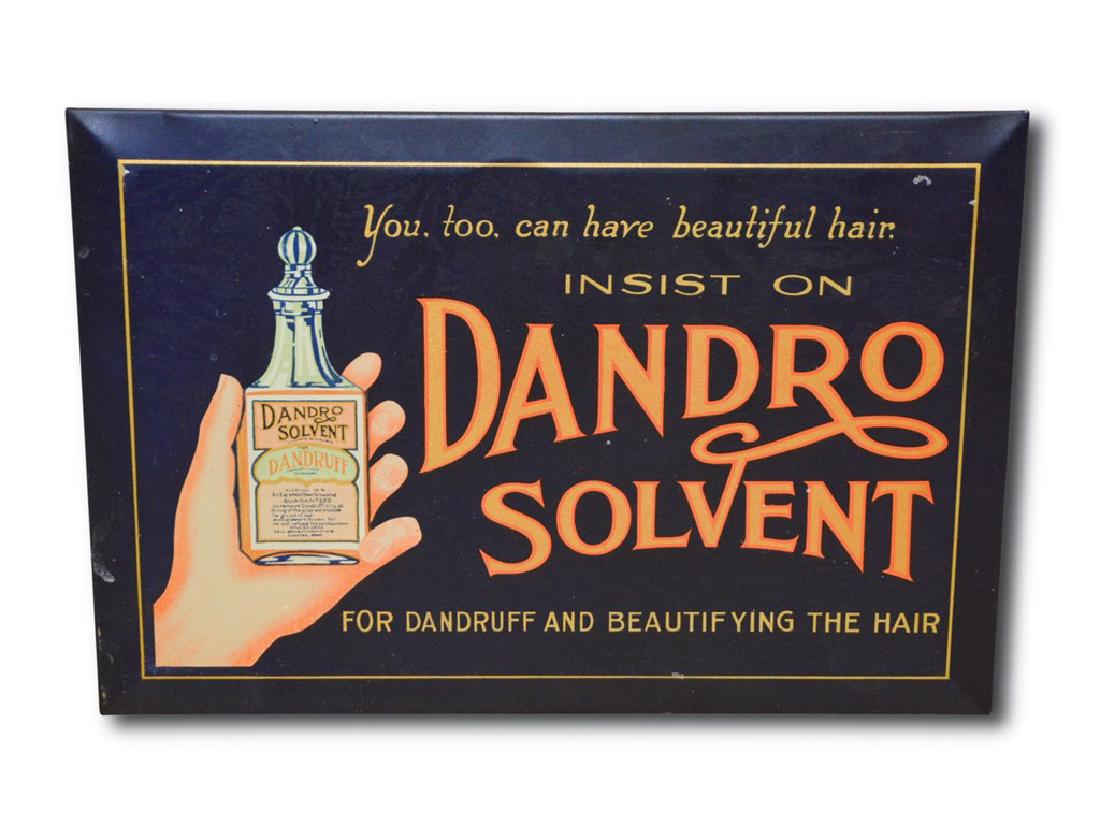 You, too, can have beautiful hair.
INSIST ON
DANDRO
SOLVENT
FOR DANDRUFF AND BEAUTIFYING THE HAIR
DANDRO
SOLVENT
FOR
DANDRUFF
GUARANTEED